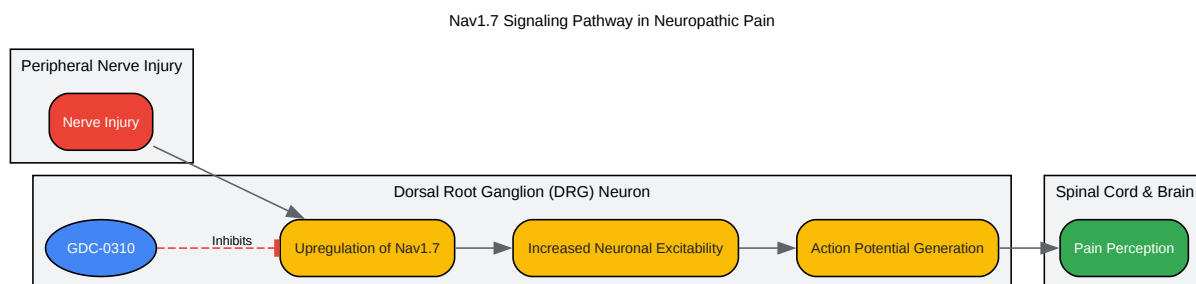 Nav1.7 Signaling Pathway in Neuropathic Pain
Peripheral Nerve Injury
Nerve Injury
Dorsal Root Ganglion (DRG) Neuron
Spinal Cord & Brain
GDC-0310
Inhibits
Upregulation of Nav1.7
Increased Neuronal Excitability
Action Potential Generation
Pain Perception